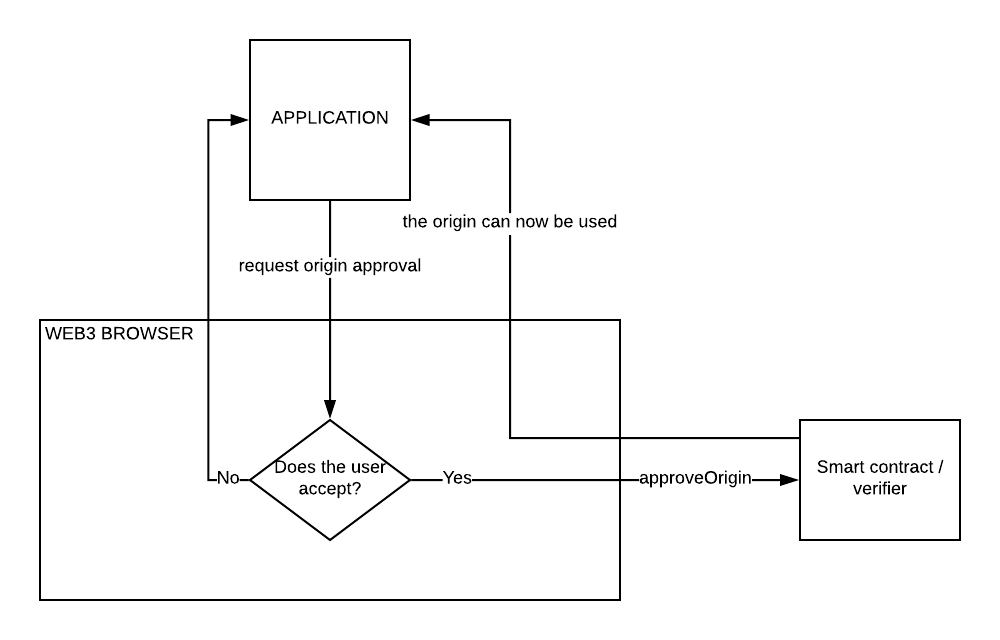 APPLICATION
the origin can now be used
request origin approval
WEB3 BROWSER
Does the user
accept?
No
Yes
approveOrigin
Smart contract /
verifier